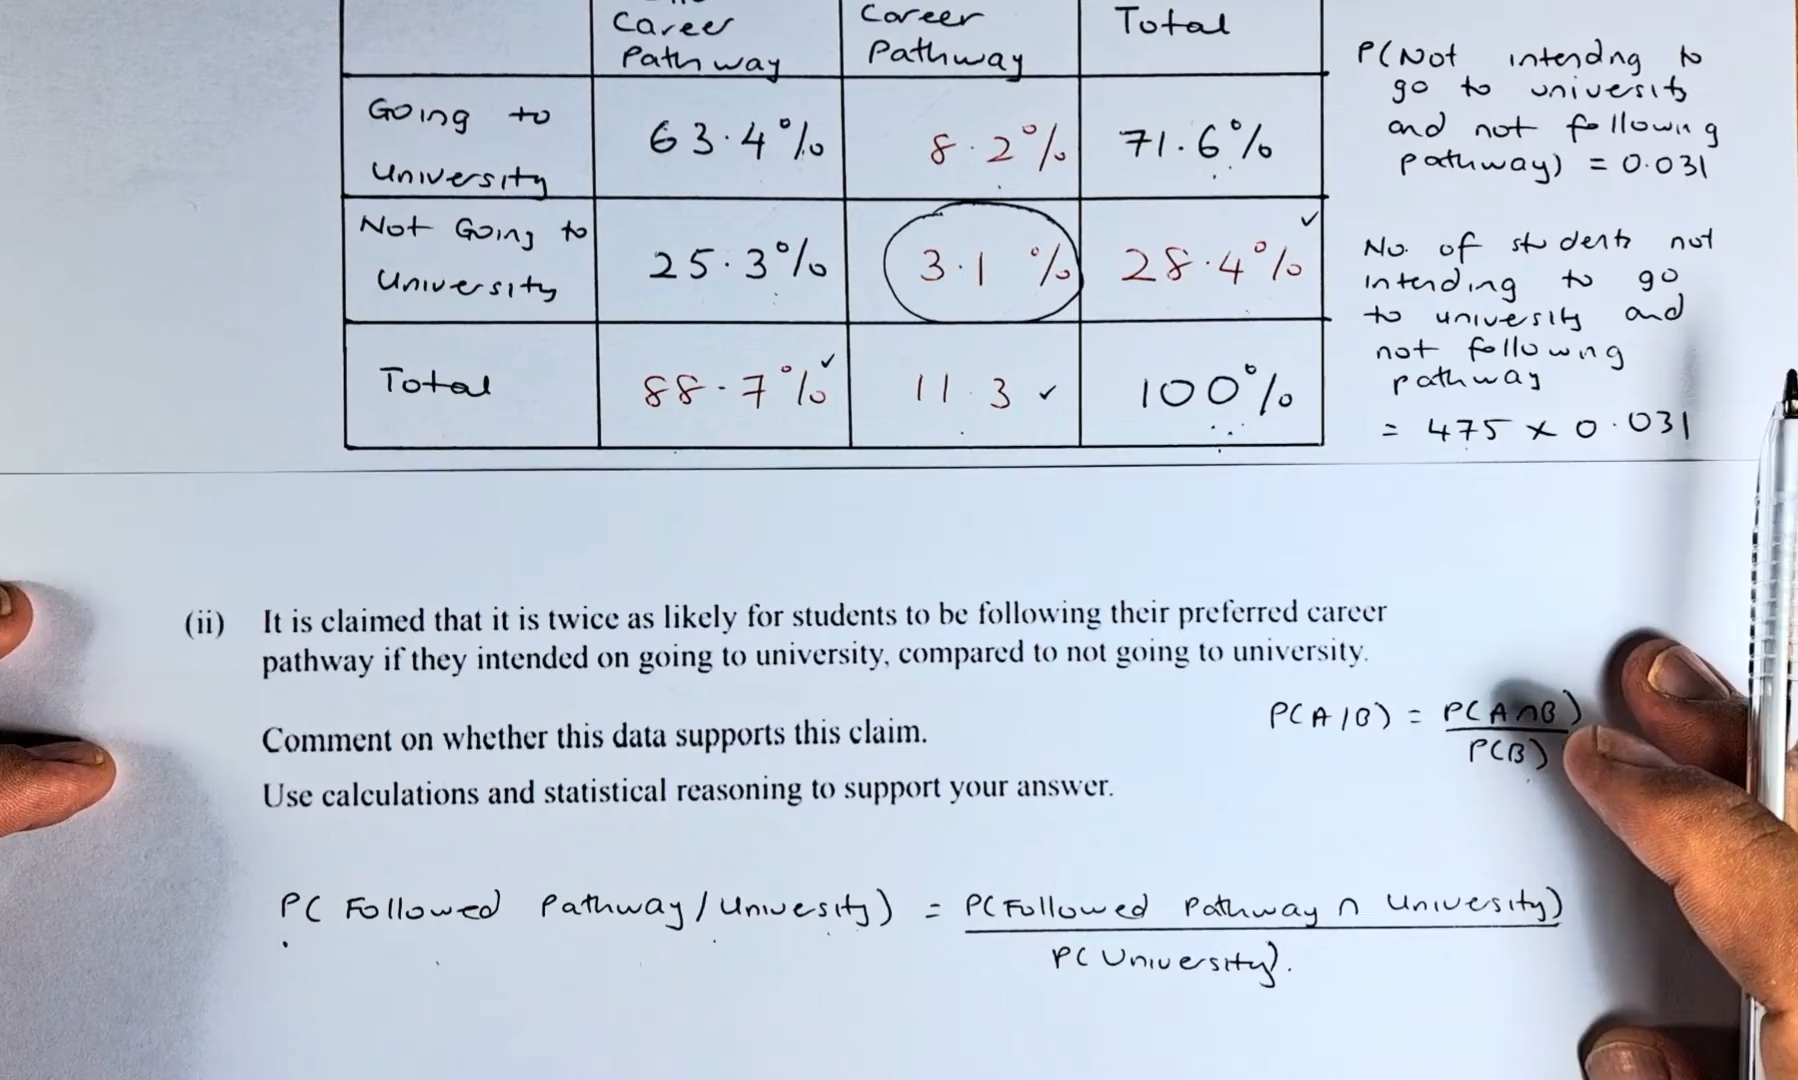 Career
Pathway
Career
Pathway
Total
Going to
University
63.4%
8.2%
71.6%
Not Going to
University
25.3%
3.1 %
28.4%
Total
88.7%
11.3
100%
P(Not intendng to
go to universits
and not following
pathway) = 0.031
No. of students not
intending to go
to university and
not following
pathway
= 475 x 0.031
(ii) It is claimed that it is twice as likely for students to be following their preferred career
pathway if they intended on going to university, compared to not going to university.
Comment on whether this data supports this claim.
Use calculations and statistical reasoning to support your answer.
P(A/B) = P(A∩B)
P(B)
P( Followed Pathway/University) = P(Followed Pathway ∩ University)
P(University).